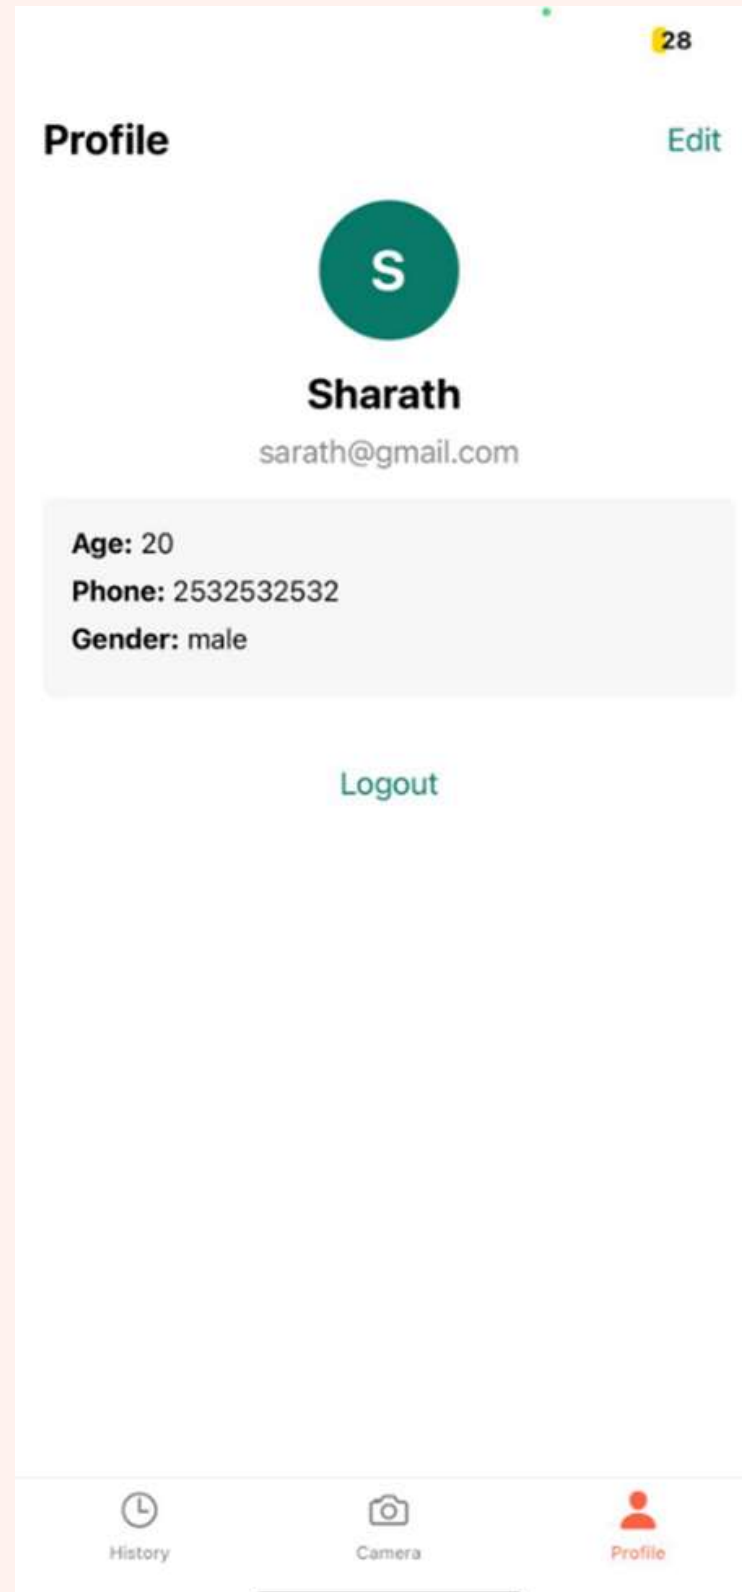 28
Profile
Edit
S
Sharath
sarath@gmail.com
Age: 20
Phone: 2532532532
Gender: male
Logout
History
Camera
Profile